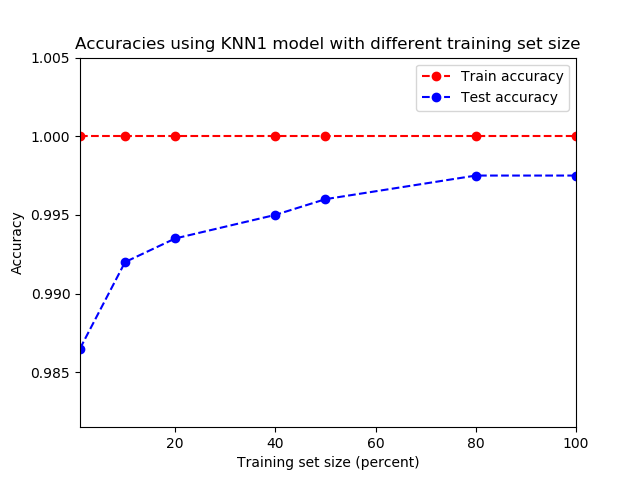 Accuracies using KNN1 model with different training set size
1.005
1.000
0.995
0.990
0.985
Accuracy
Train accuracy
Test accuracy
20
40
60
80
100
Training set size (percent)